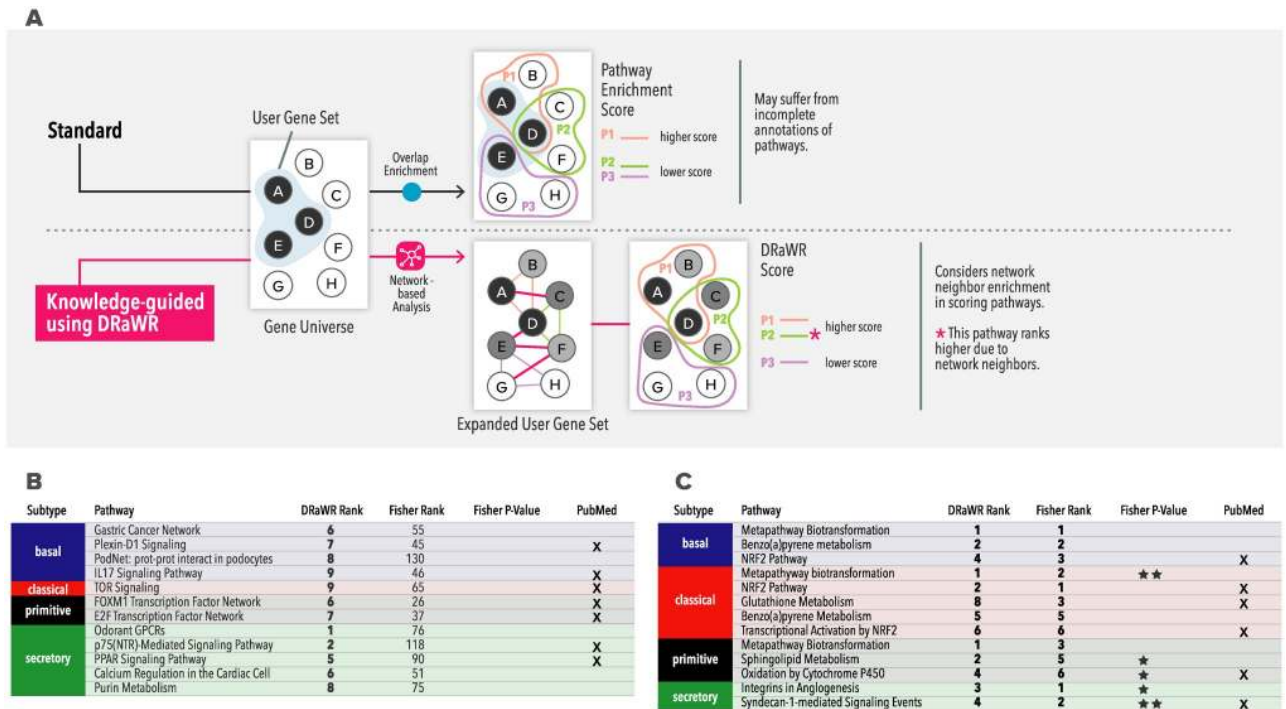 A
Standard
User Gene Set
B
A
C
D
E
F
G
H
Gene Universe
Overlap
Enrichment
P1
B
A
C
D
P2
E
F
G
H
P3
Pathway
Enrichment
Score
P1 higher score
P2
P3 lower score
May suffer from
incomplete
annotations of
pathways.
Knowledge-guided
using DRaWR
Network-
based
Analysis
B
A
C
D
E
F
G
H
Expanded User Gene Set
P1
B
A
C
D
P2
E
F
G
H
P3
DRaWR
Score
P1
P2 * higher score
P3 lower score
Considers network
neighbor enrichment
in scoring pathways.
* This pathway ranks
higher due to
network neighbors.
B
Subtype Pathway DRaWR Rank Fisher Rank Fisher P-Value PubMed
basal
Gastric Cancer Network 6 55
Plexin-D1 Signaling 7 45 X
PodNet: prot-prot interact in podocytes 8 130
IL17 Signaling Pathway 9 46 X
classical TOR Signaling 9 65 X
primitive
FOXM1 Transcription Factor Network 6 26 X
E2F Transcription Factor Network 7 37 X
secretory
Odorant GPCRs 1 76
p75(NTR)-Mediated Signaling Pathway 2 118 X
PPAR Signaling Pathway 5 90 X
Calcium Regulation in the Cardiac Cell 6 51
Purin Metabolism 8 75
C
Subtype Pathway DRaWR Rank Fisher Rank Fisher P-Value PubMed
basal
Metapathway Biotransformation 1 1
Benzo(a)pyrene metabolism 2 2
NRF2 Pathway 4 3 X
classical
Metapathyway biotransformation 1 2 ★★
NRF2 Pathway 2 1 X
Glutathione Metabolism 8 3 X
Benzo(a)pyrene Metabolism 5 5
Transcriptional Activation by NRF2 6 6 X
primitive
Metapathway Biotransformation 1 3
Sphingolipid Metabolism 2 5 ★
Oxidation by Cytochrome P450 4 6 ★ X
secretory
Integrins in Angiogenesis 3 1 ★
Syndecan-1-mediated Signaling Events 4 2 ★★ X